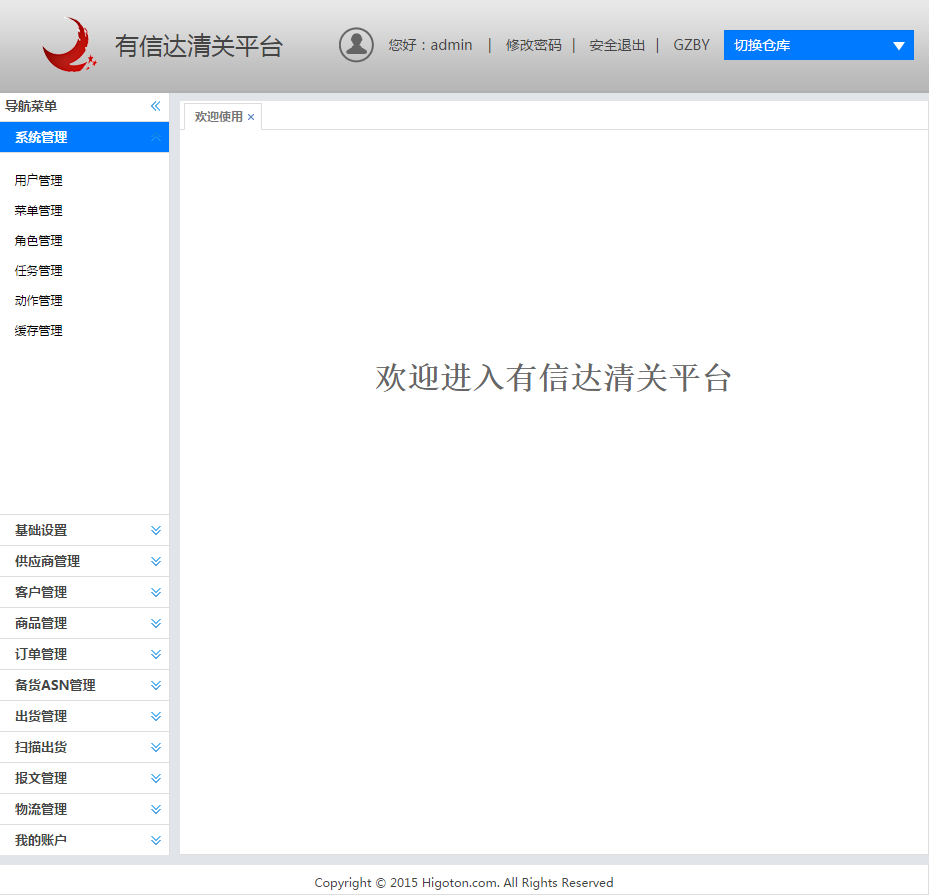 有信达清关平台
您好：admin | 修改密码 | 安全退出 | GZBY 切换仓库
导航菜单
系统管理
用户管理
菜单管理
角色管理
任务管理
动作管理
缓存管理
基础设置
供应商管理
客户管理
商品管理
订单管理
备货ASN管理
出货管理
扫描出货
报文管理
物流管理
我的账户
欢迎使用 ×
欢迎进入有信达清关平台
Copyright © 2015 Higoton.com. All Rights Reserved